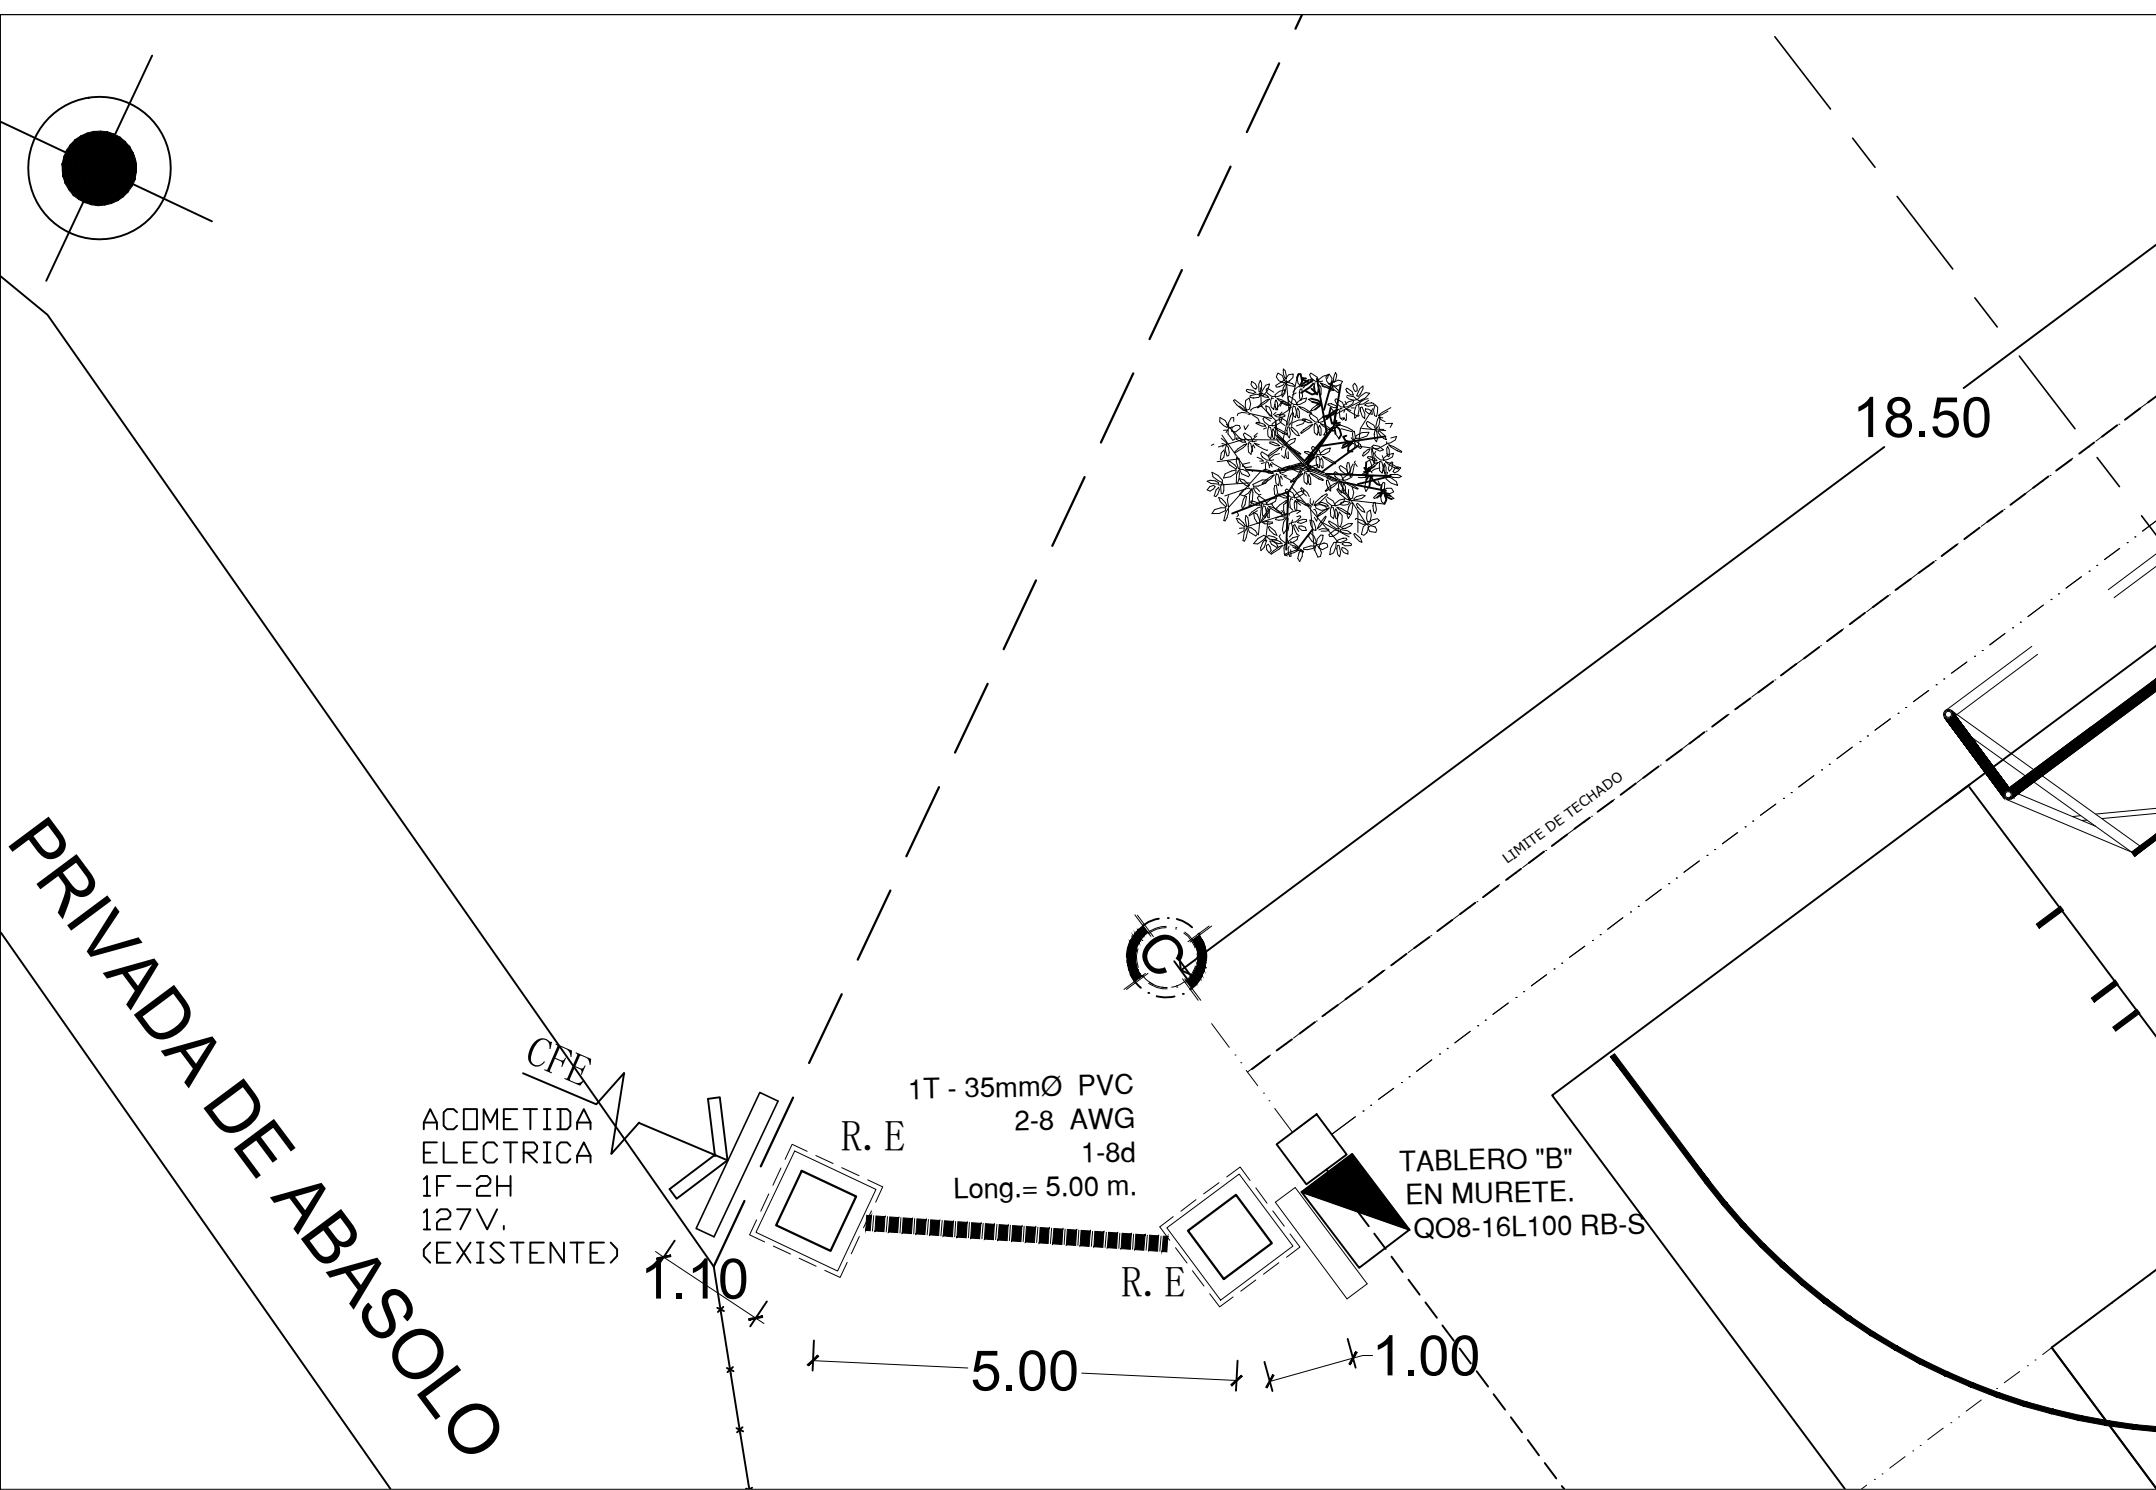 18.50
LIMITE DE TECHADO
PRIVADA DE ABASOLO
C
CFE
ACOMETIDA
ELECTRICA
1F-2H
127V.
(EXISTENTE)
R.E
1T - 35mmØ PVC
2-8 AWG
1-8d
Long.= 5.00 m.
R.E
TABLERO "B"
EN MURETE.
QO8-16L100 RB-S
1.10
5.00
1.00